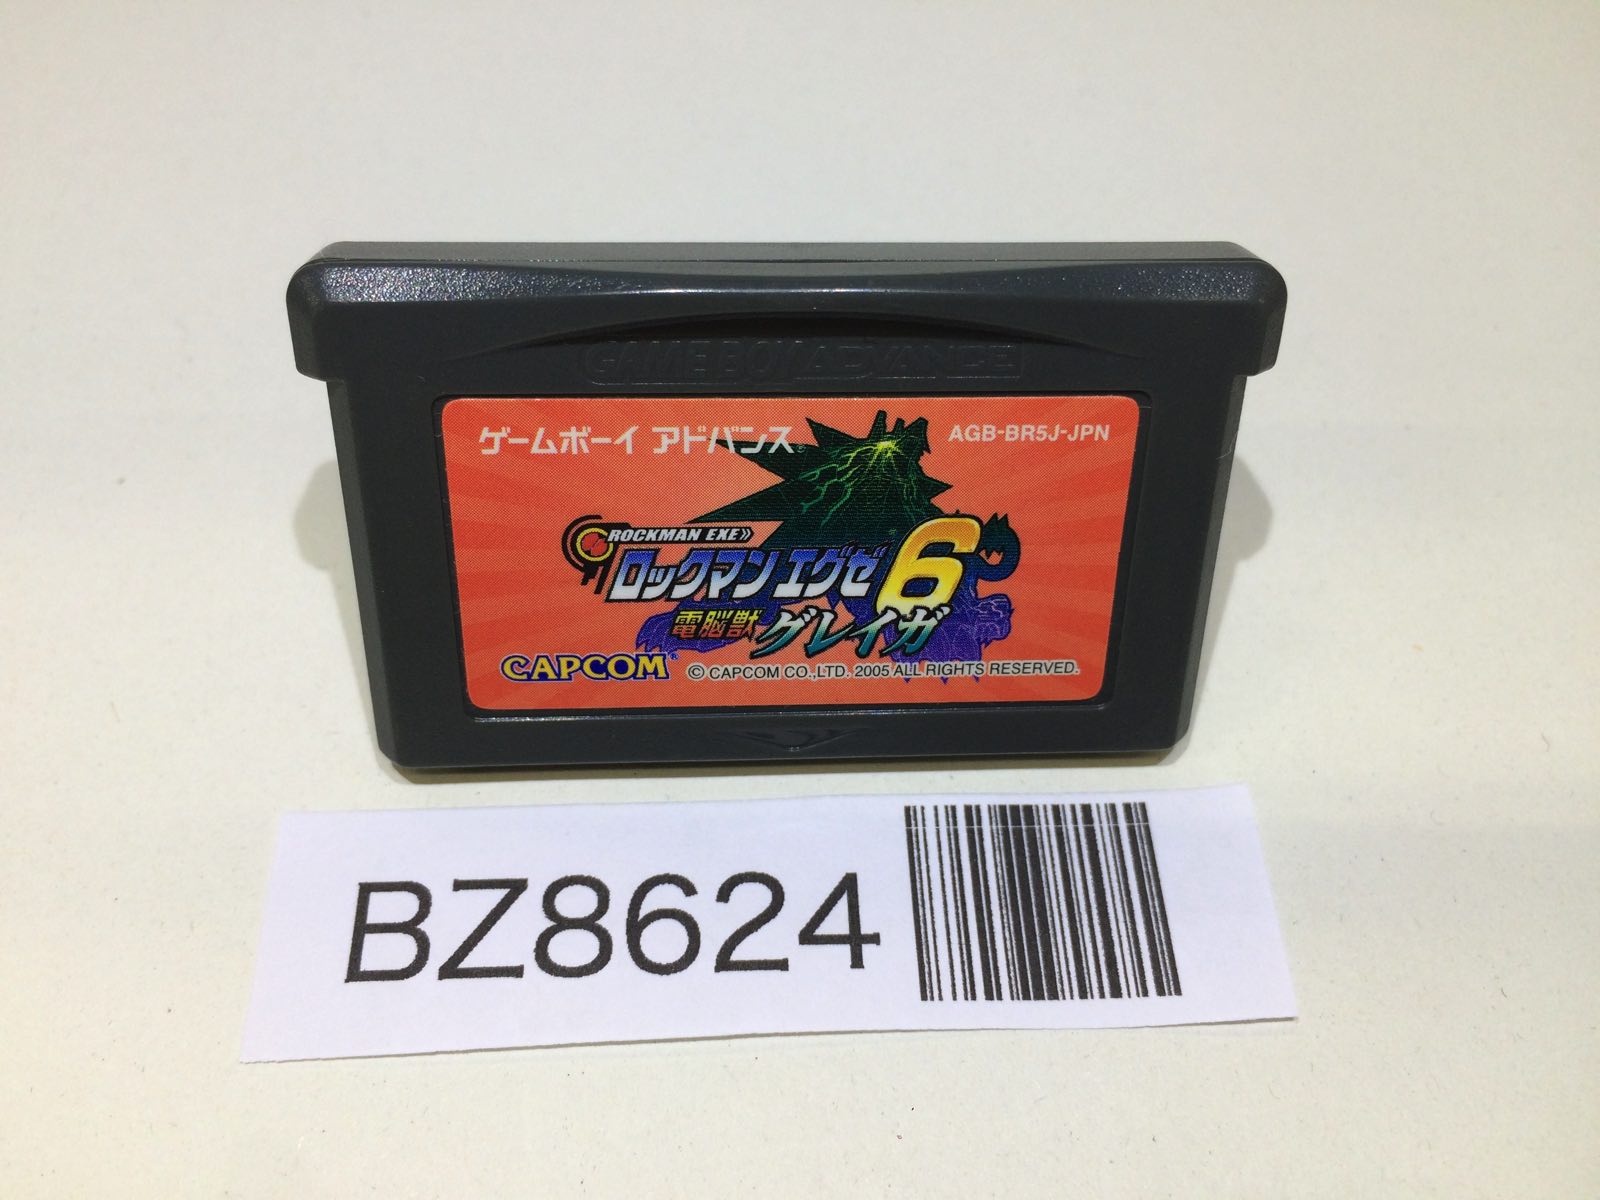 GAME BOY ADVANCE
ゲームボーイ アドバンス
AGB-BR5J-JPN
ROCKMAN EXE
ロックマン エグゼ6
電脳獣 グレイガ
CAPCOM®
© CAPCOM CO.,LTD. 2005 ALL RIGHTS RESERVED.
BZ8624